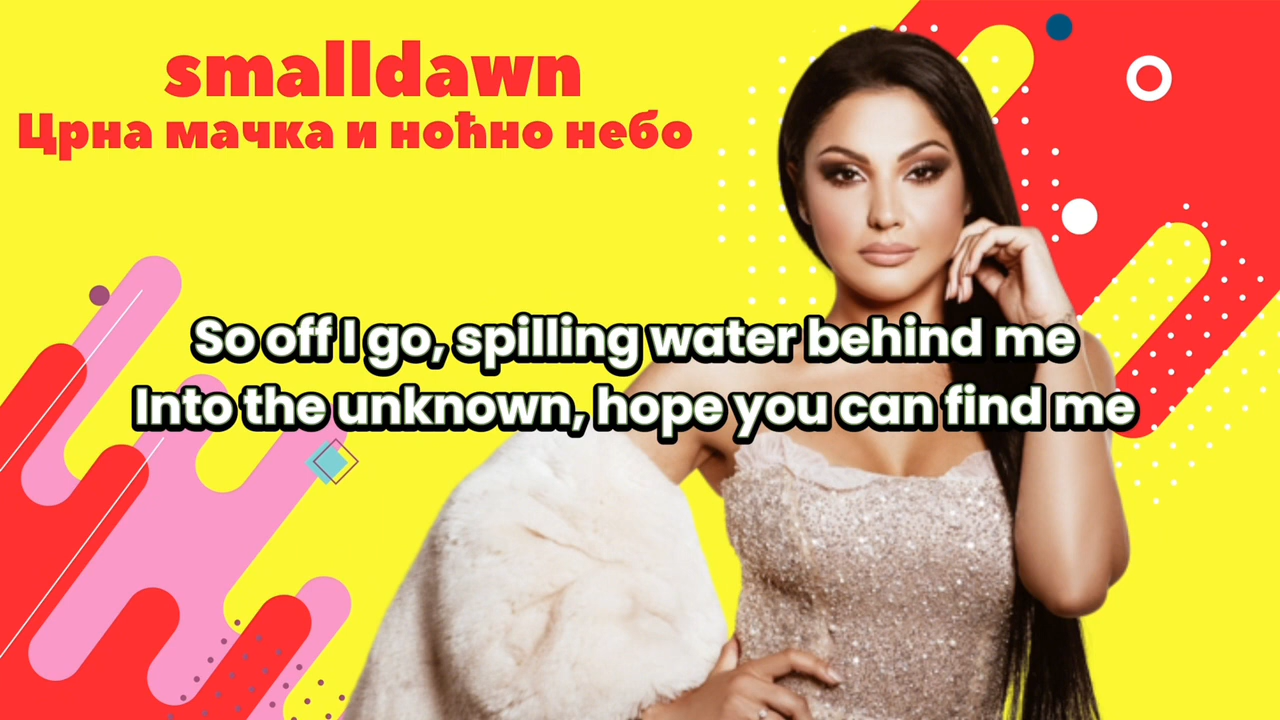 smalldawn
Црна мачка и ноћно небо
So off I go, spilling water behind me
Into the unknown, hope you can find me